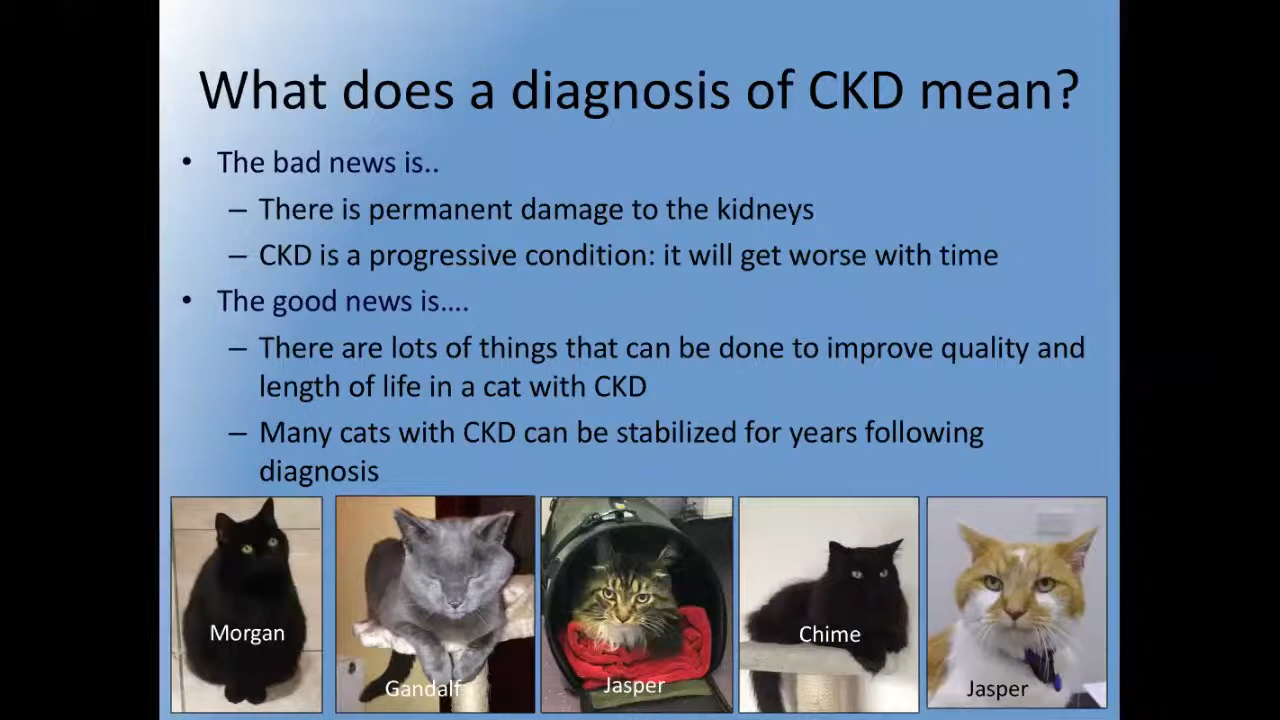 What does a diagnosis of CKD mean?
• The bad news is..
– There is permanent damage to the kidneys
– CKD is a progressive condition: it will get worse with time
• The good news is....
– There are lots of things that can be done to improve quality and
length of life in a cat with CKD
– Many cats with CKD can be stabilized for years following
diagnosis
Morgan
Gandalf
Jasper
Chime
Jasper